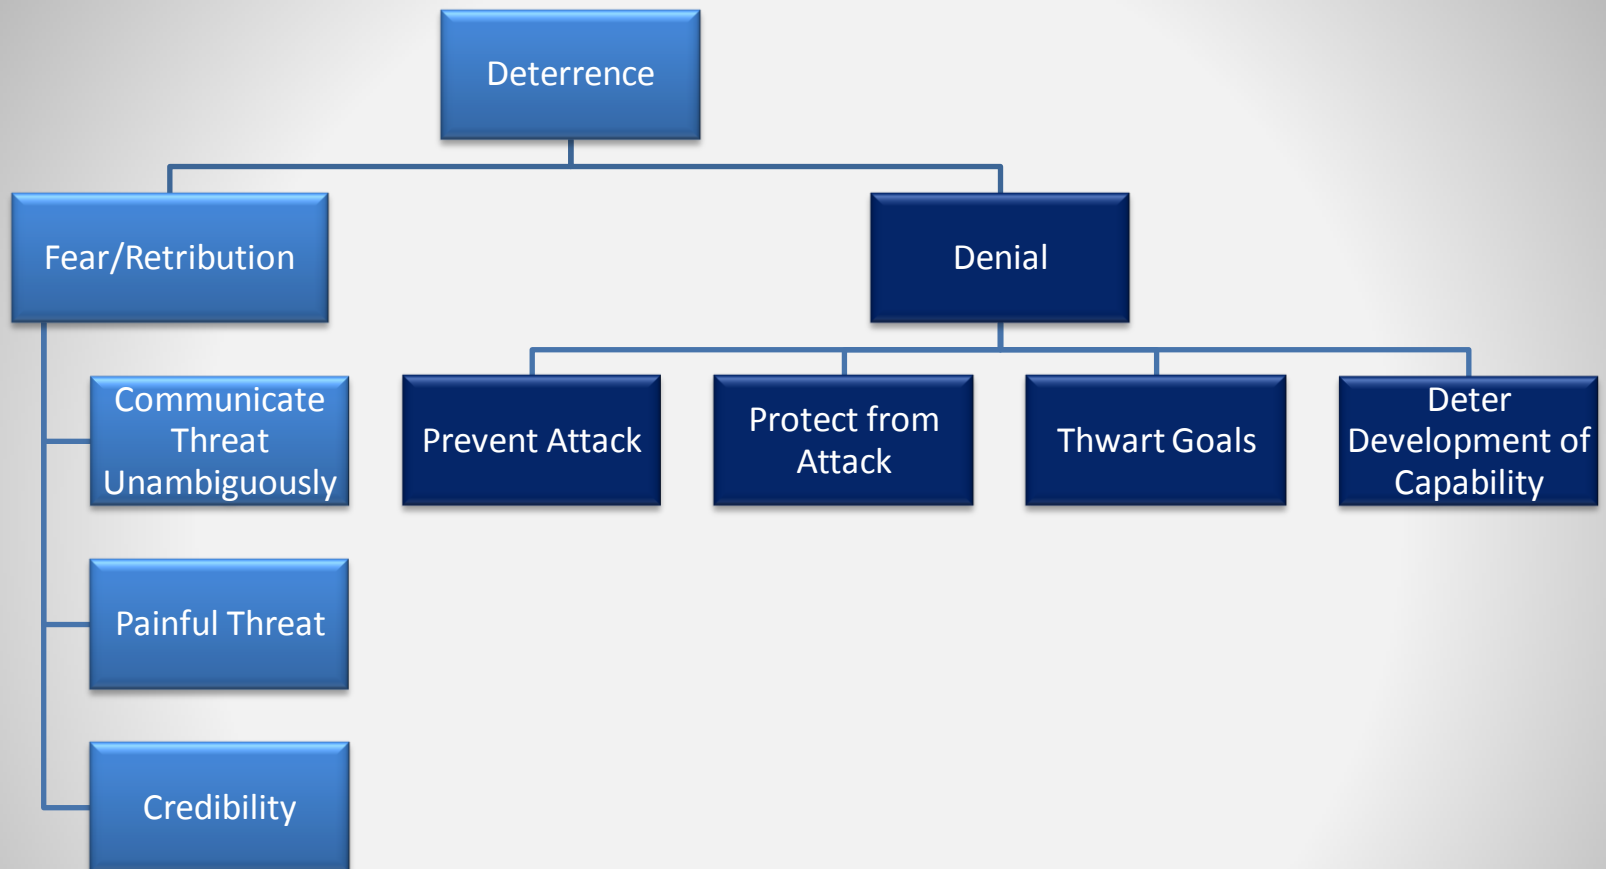 Deterrence
Fear/Retribution
Denial
Communicate
Threat
Unambiguously
Prevent Attack
Protect from
Attack
Thwart Goals
Deter
Development of
Capability
Painful Threat
Credibility